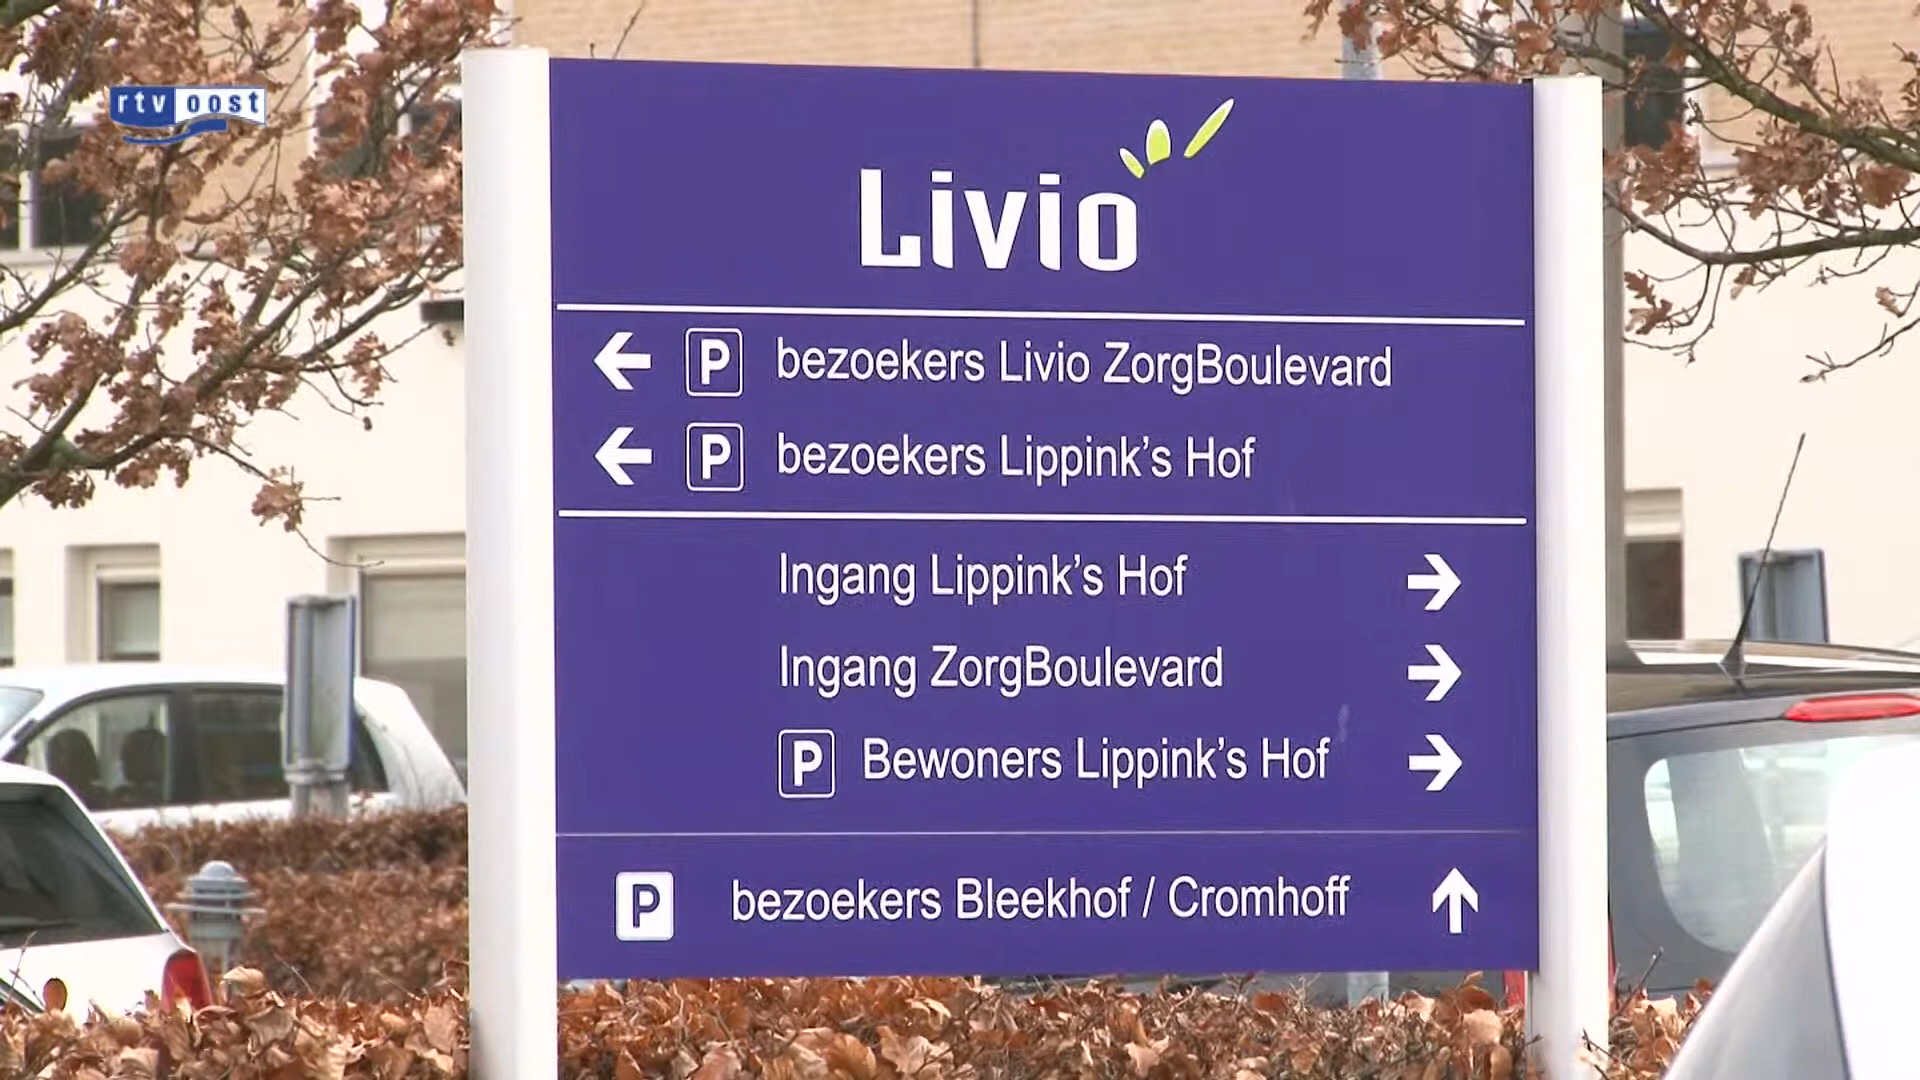 rtv oost
Livio
← P bezoekers Livio ZorgBoulevard
← P bezoekers Lippink's Hof
Ingang Lippink's Hof →
Ingang ZorgBoulevard →
P Bewoners Lippink's Hof →
P bezoekers Bleekhof / Cromhoff ↑